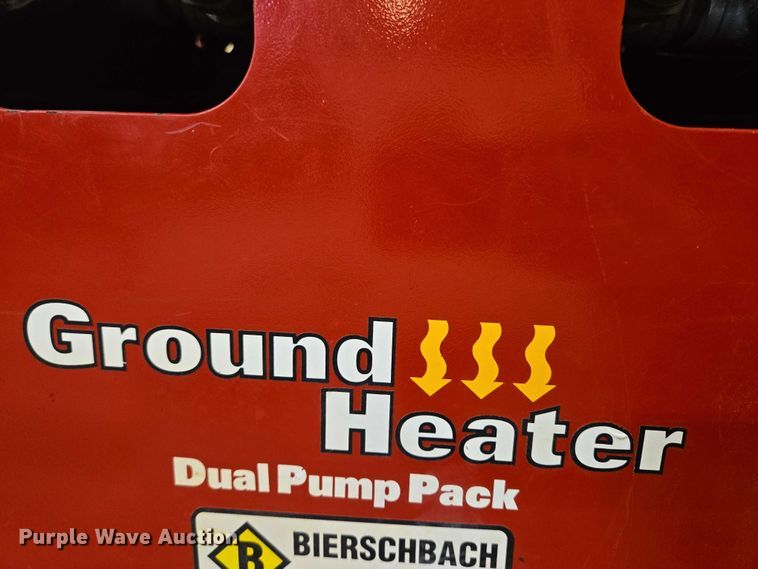 Ground
Heater
Dual Pump Pack
B BIERSCHBACH
Purple Wave Auction